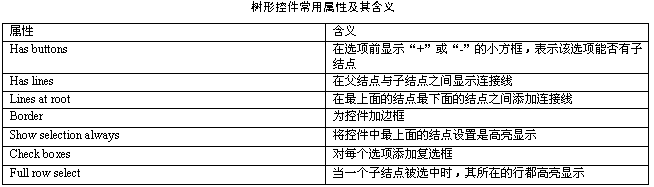 树形控件常用属性及其含义
属性 含义
Has buttons 在选项前显示“+”或“-”的小方框，表示该选项能否有子
结点
Has lines 在父结点与子结点之间显示连接线
Lines at root 在最上面的结点最下面的结点之间添加连接线
Border 为控件加边框
Show selection always 将控件中最上面的结点设置是高亮显示
Check boxes 对每个选项添加复选框
Full row select 当一个子结点被选中时，其所在的行都高亮显示